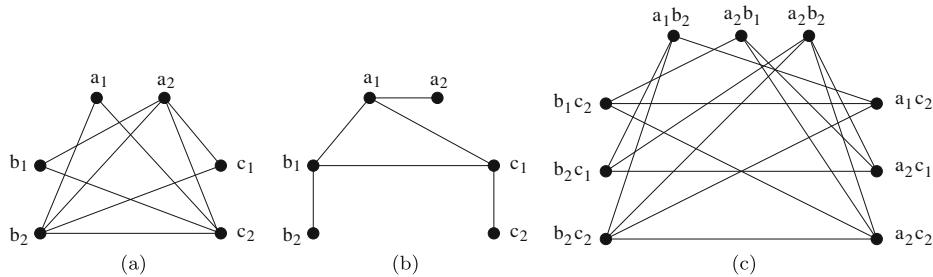 a1 a2
b1 c1
b2 c2
(a)
a1 a2
b1 c1
b2 c2
(b)
a1b2 a2b1 a2b2
b1c2 a1c2
b2c1 a2c1
b2c2 a2c2
(c)